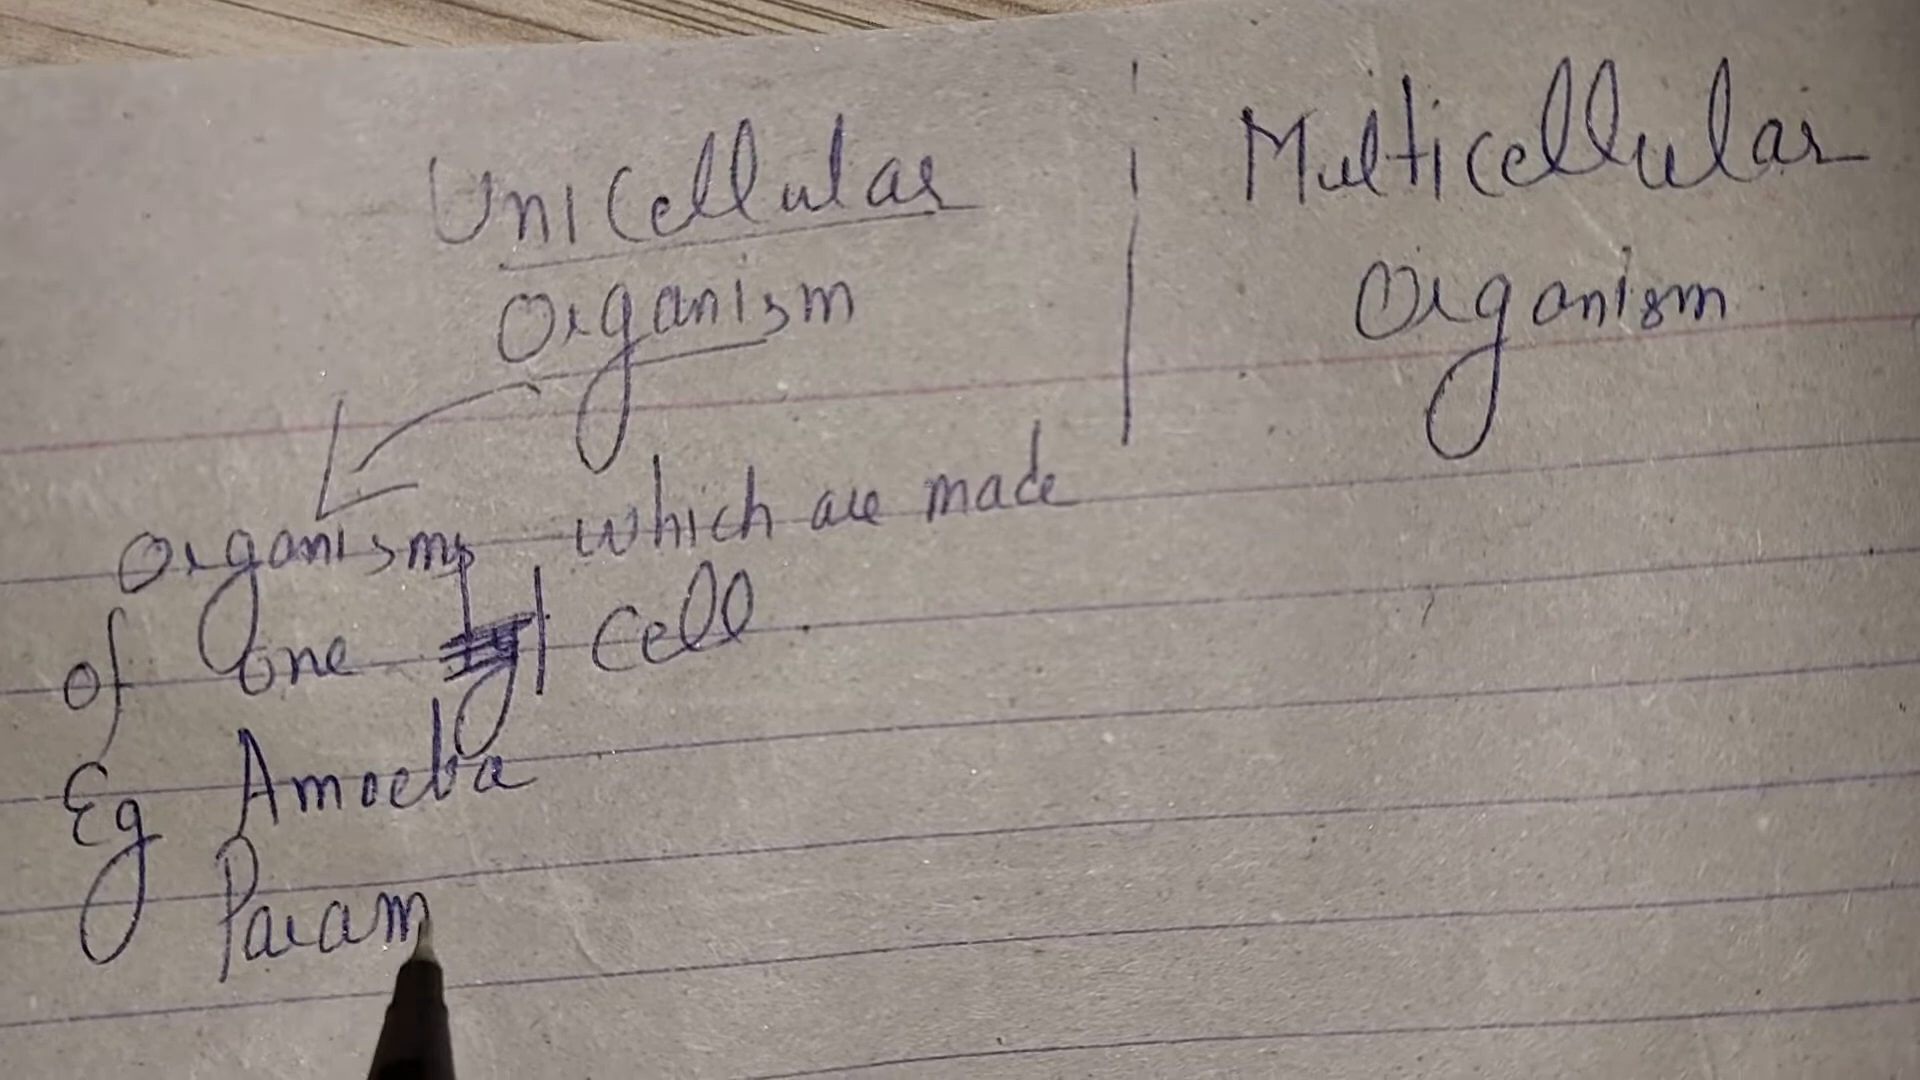 Unicellular
Organism
Multicellular
Organism
Organisms which are made
of one cell.
Eg Amoeba
Param